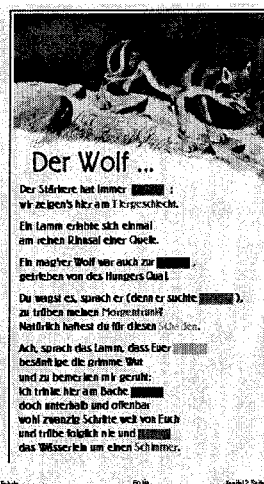 Der Wolf ...
Der Stärkere hat immer :
wir zeigen's hier am Tiergeschlecht.
Ein Lamm erlabte sich einmal
am reinen Rinnsal einer Quelle.
Ein mag'rer Wolf war auch zur ,
getrieben von des Hungers Qual.
Du wagst es, sprach er (denn er suchte ),
zu trüben meinen Morgentrunk?
Natürlich haftest du für diesen Schaden.
Ach, sprach das Lamm, dass Euer
besänftige die grimme Wut
und zu bemerken mir geruht:
Ich trinke hier am Bache
doch unterhalb und offenbar
wohl zwanzig Schritte weit von Euch
und trübe folglich nie und
das Wässerlein um einen Schimmer.